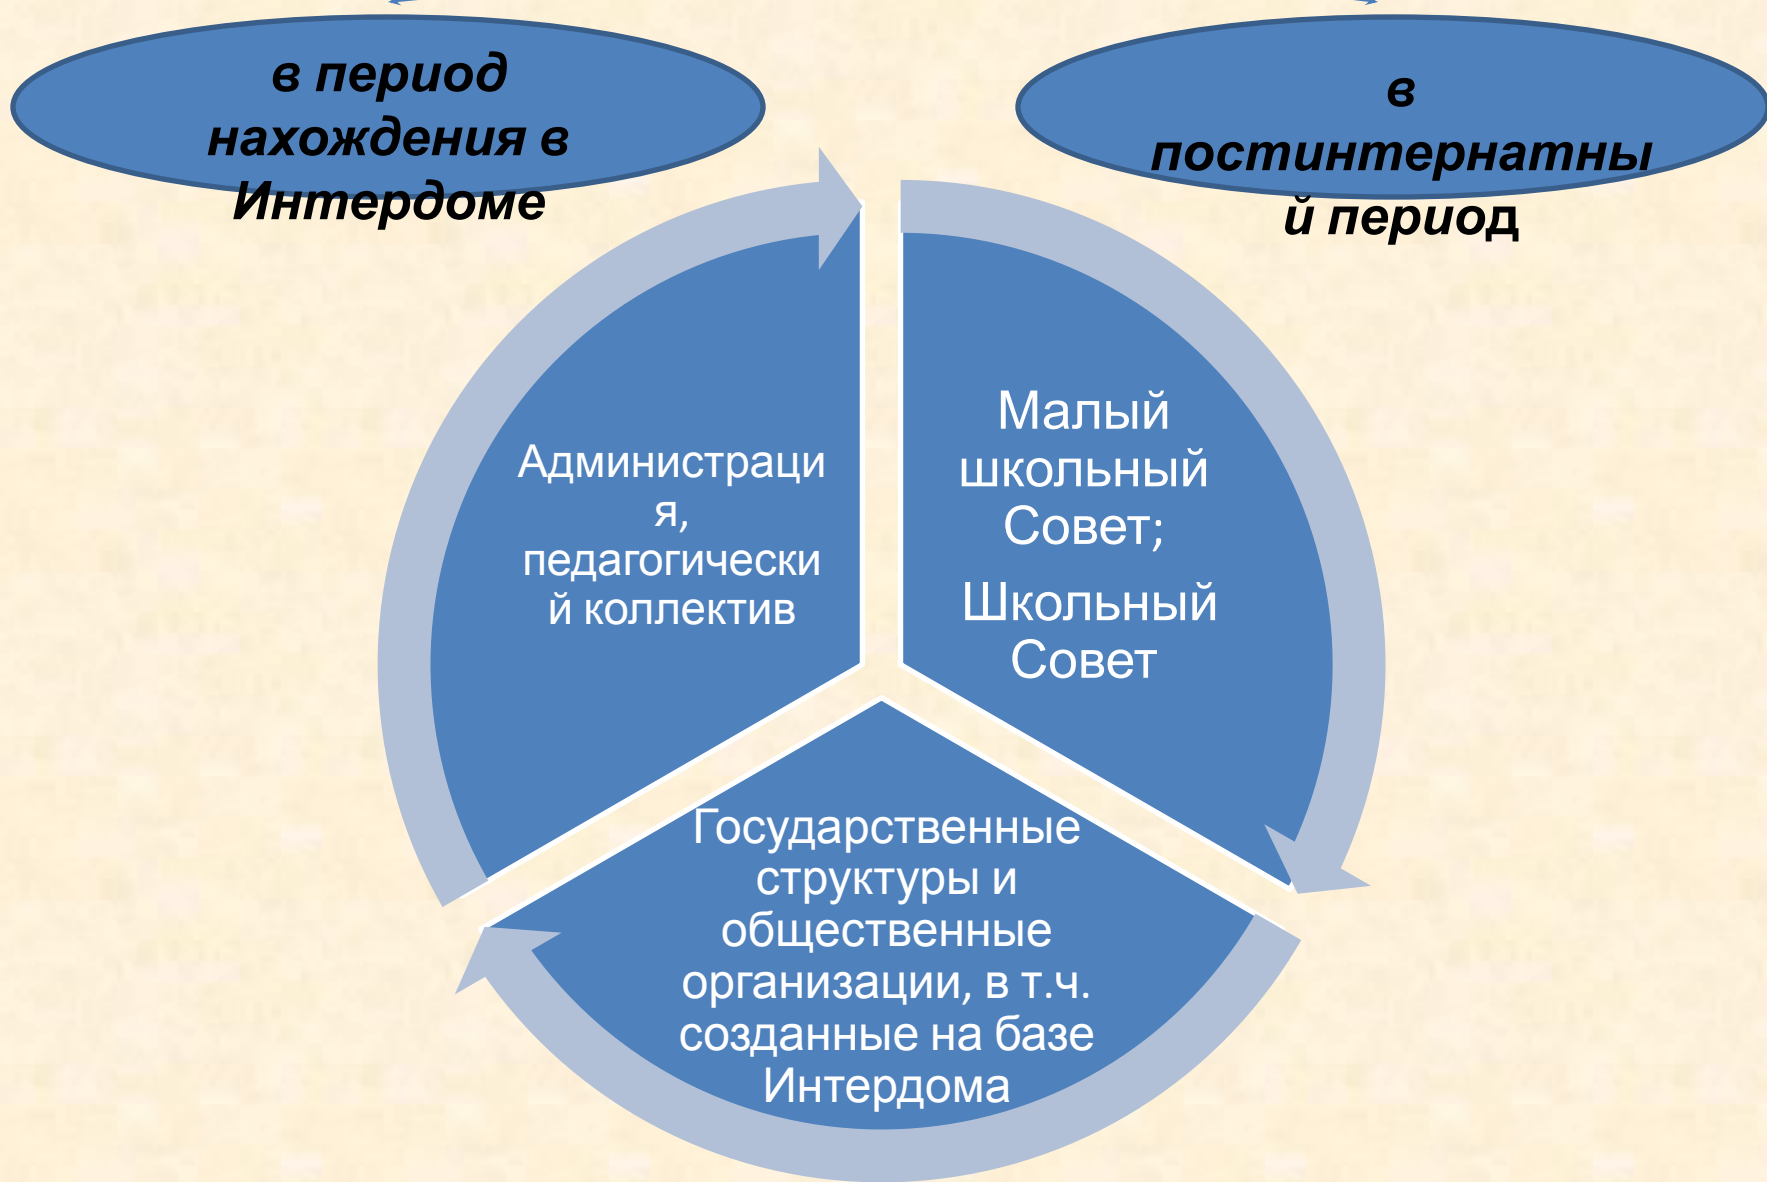 в период
нахождения в
Интердоме
в
постинтернатны
й период
Администраци
я,
педагогически
й коллектив
Малый
школьный
Совет;
Школьный
Совет
Государственные
структуры и
общественные
организации, в т.ч.
созданные на базе
Интердома